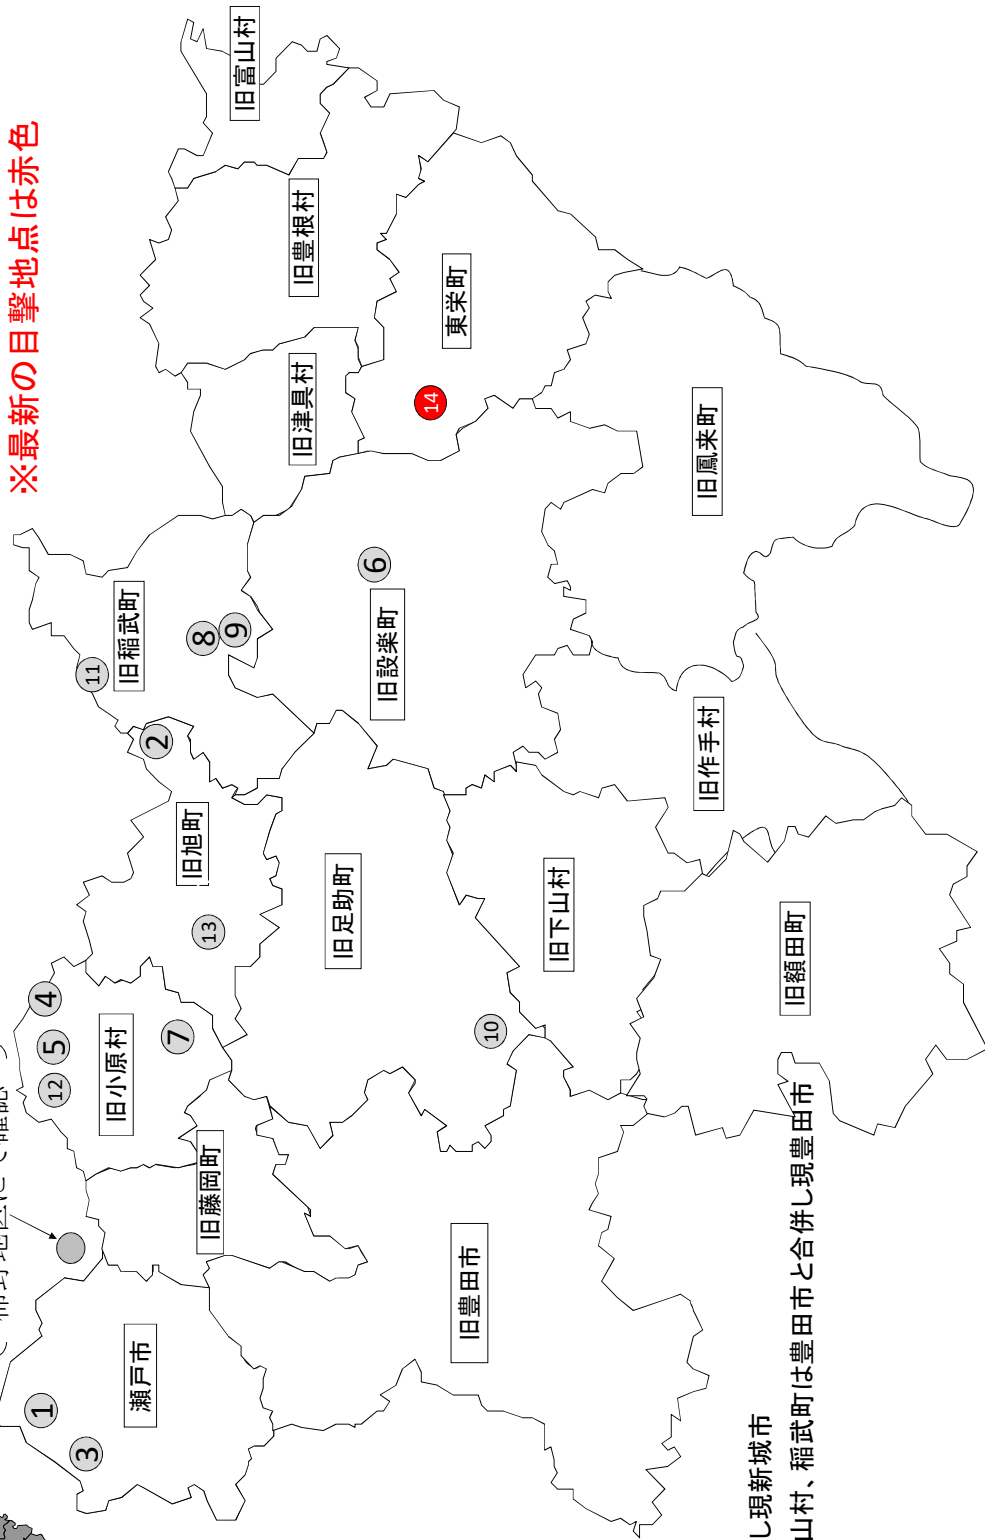 ※最新の目撃地点は赤色
旧富山村
旧豊根村
東栄町
旧津具村
14
旧鳳来町
旧稲武町
11
8
9
6
旧設楽町
2
旧旭町
13
旧作手村
旧足助町
旧下山村
旧額田町
4
5
12
7
旧小原村
10
旧藤岡町
旧豊田市
瀬戸市
1
3
し現新城市
山村、稲武町は豊田市と合併し現豊田市